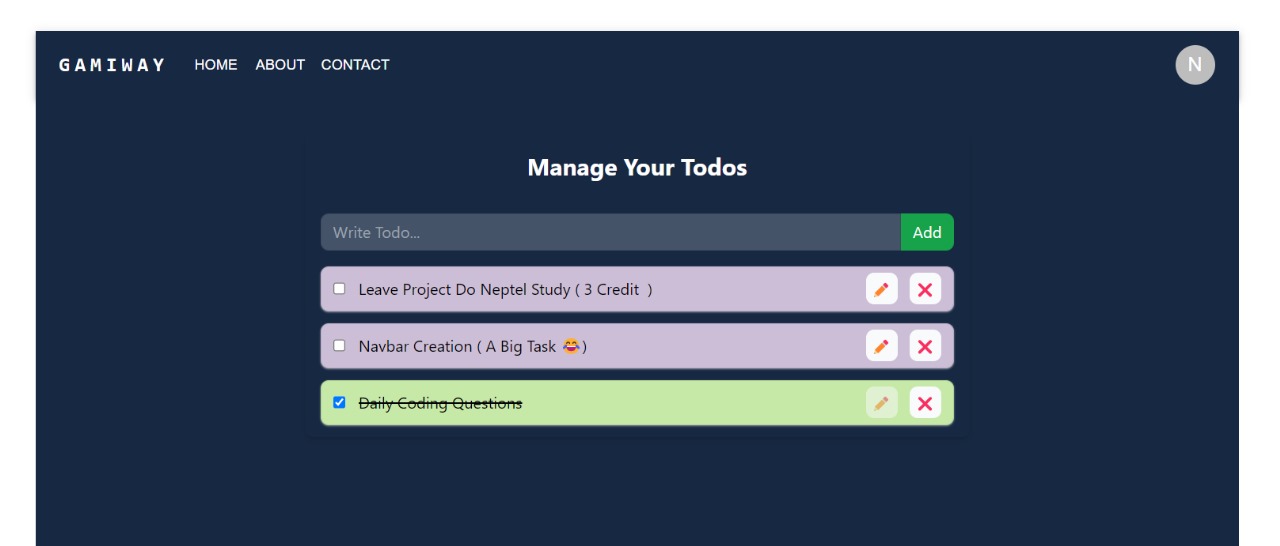 GAMIWAY HOME ABOUT CONTACT N
Manage Your Todos
Write Todo... Add
Leave Project Do Neptel Study ( 3 Credit )
Navbar Creation ( A Big Task 😂)
Daily Coding Questions